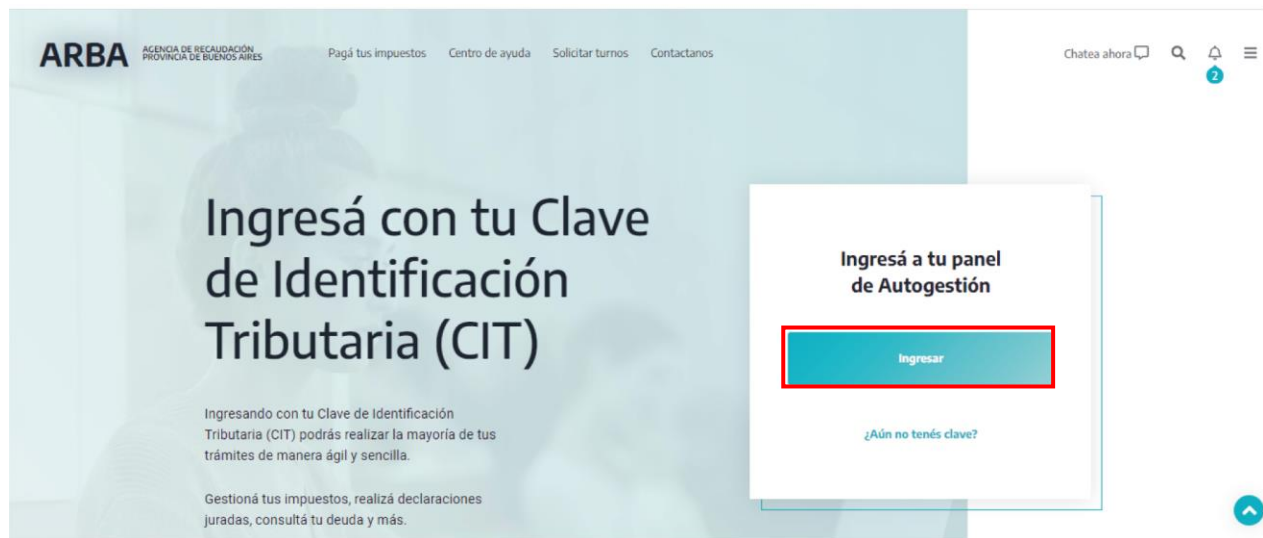 ARBA AGENCIA DE RECAUDACIÓN
PROVINCIA DE BUENOS AIRES
Pagá tus impuestos Centro de ayuda Solicitar turnos Contactanos
Chatea ahora
2
Ingresá con tu Clave
de Identificación
Tributaria (CIT)
Ingresando con tu Clave de Identificación
Tributaria (CIT) podrás realizar la mayoría de tus
trámites de manera ágil y sencilla.
Gestioná tus impuestos, realizá declaraciones
juradas, consultá tu deuda y más.
Ingresá a tu panel
de Autogestión
Ingresar
¿Aún no tenés clave?